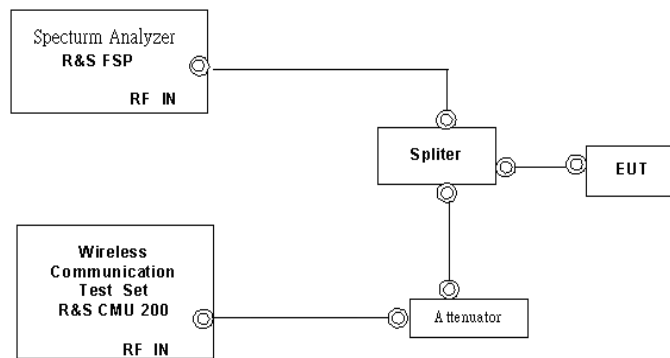 Specturm Analyzer
R&S FSP
RF IN
Spliter
EUT
Wireless
Communication
Test Set
R&S CMU 200
RF IN
Attenuator